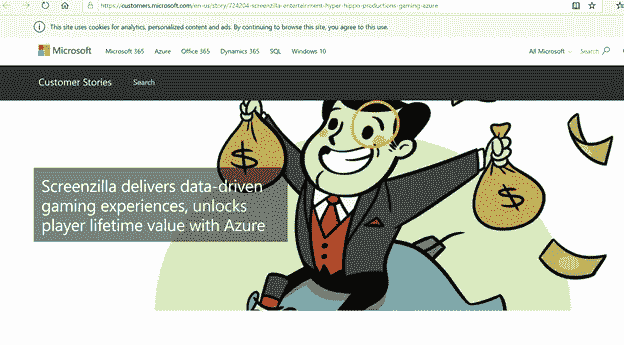 https://customers.microsoft.com/en-us/story/724204-screenzilla-entertainment-hyper-hippo-productions-gaming-azure
This site uses cookies for analytics, personalized content and ads. By continuing to browse this site, you agree to this use.
Microsoft Microsoft 365 Azure Office 365 Dynamics 365 SQL Windows 10 All Microsoft Search
Customer Stories Search
$ $
Screenzilla delivers data-driven
gaming experiences, unlocks
player lifetime value with Azure